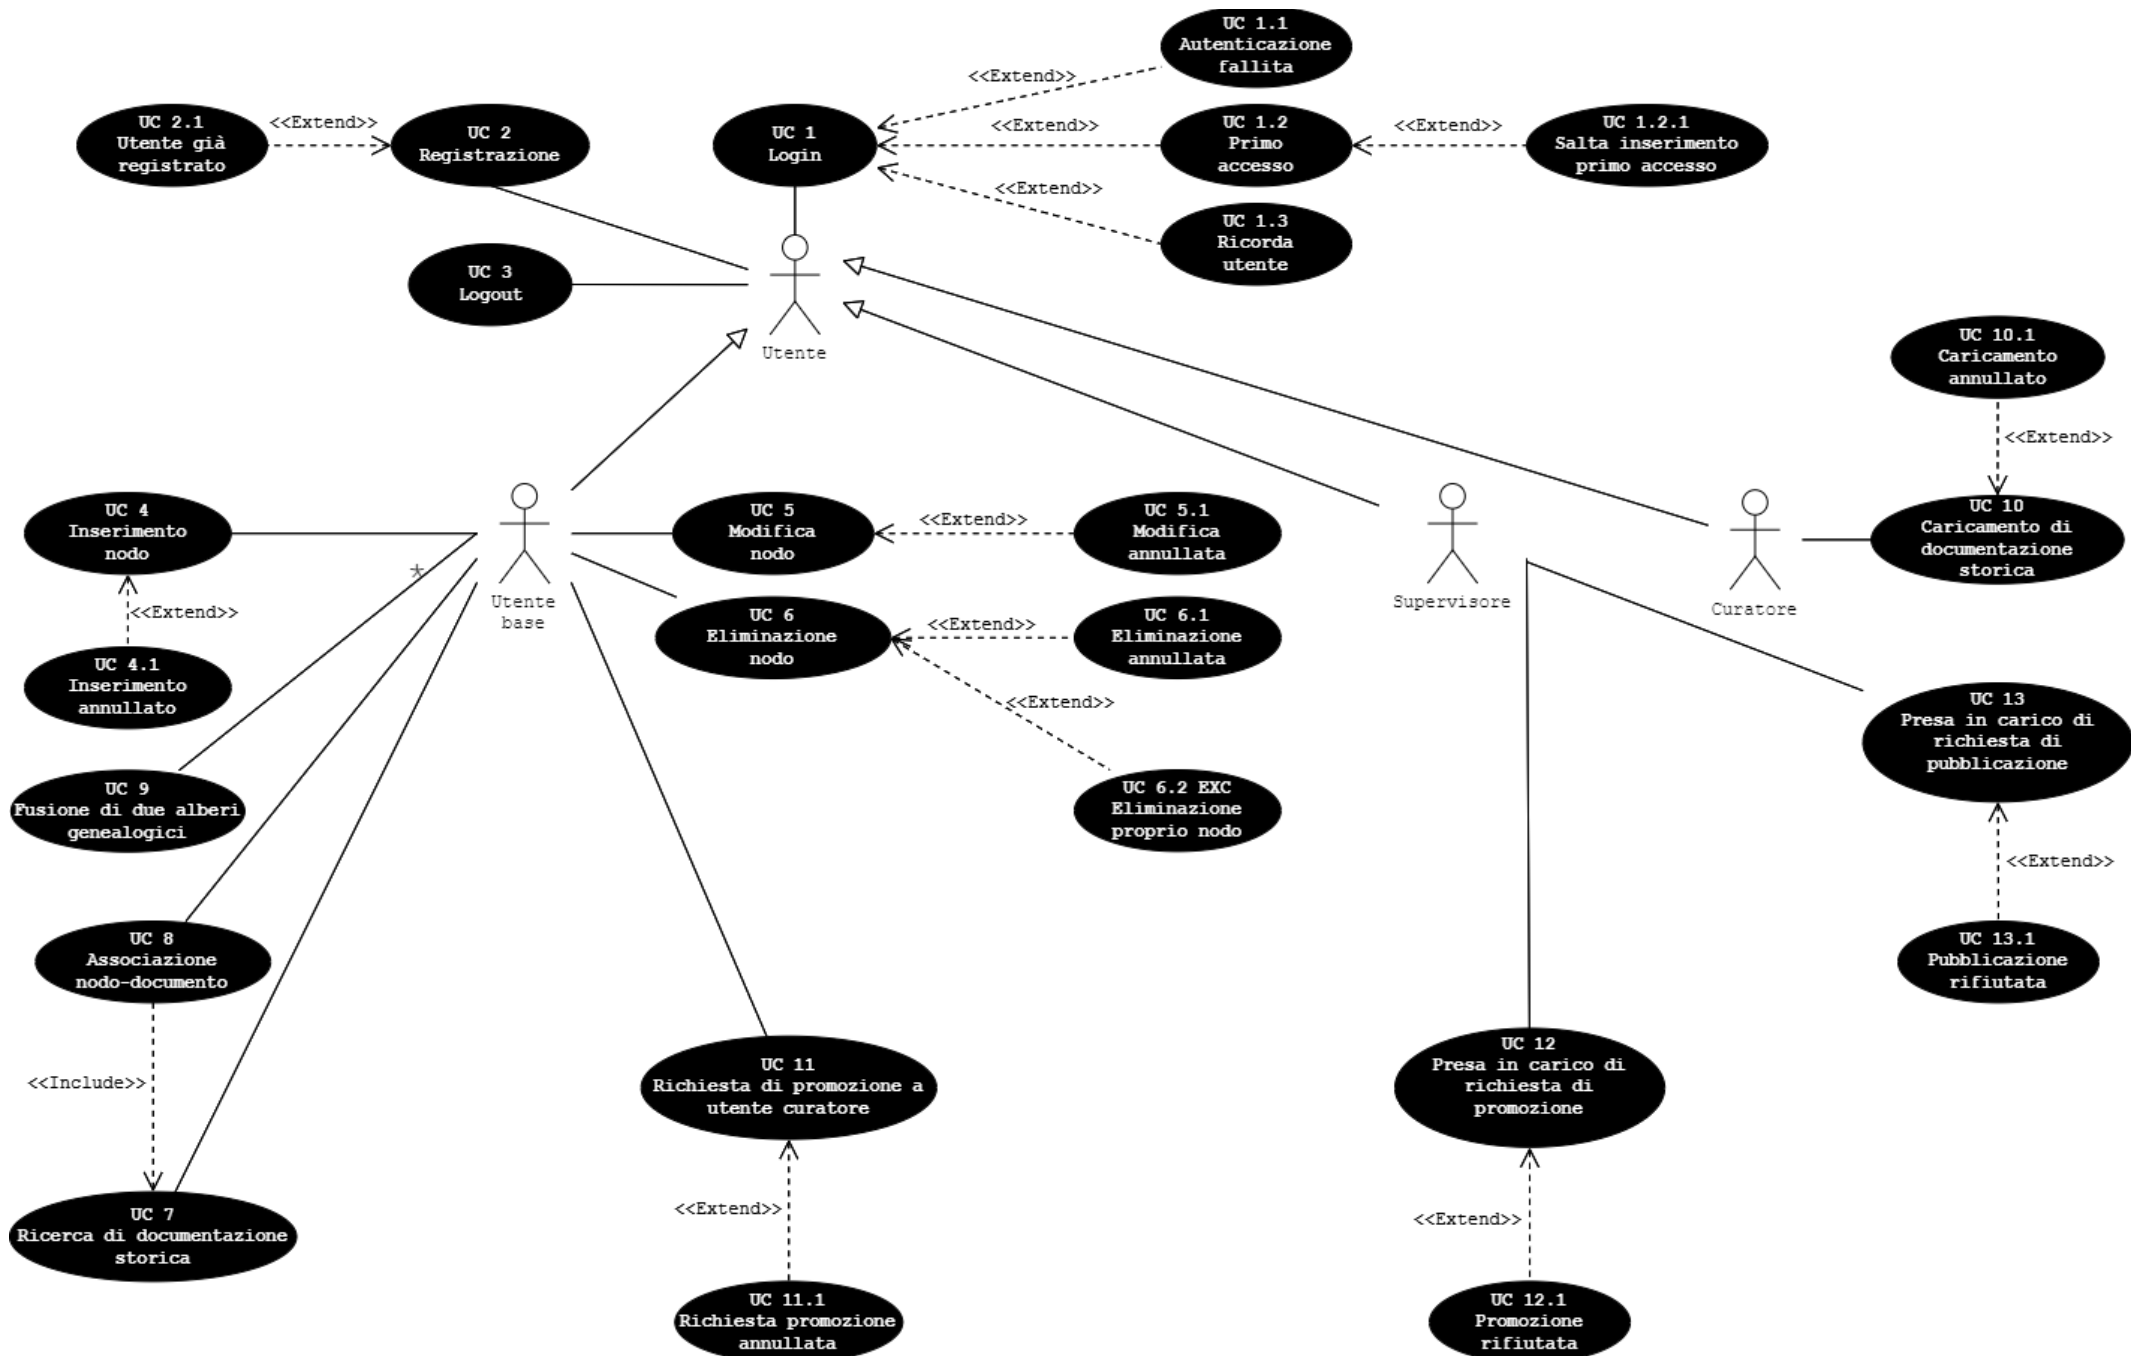 UC 1.1
Autenticazione
fallita
<<Extend>>
UC 2.1
Utente già
registrato
<<Extend>>
UC 2
Registrazione
UC 1
Login
<<Extend>>
UC 1.2
Primo
accesso
<<Extend>>
UC 1.2.1
Salta inserimento
primo accesso
<<Extend>>
UC 1.3
Ricorda
utente
UC 3
Logout
Utente
UC 10.1
Caricamento
annullato
<<Extend>>
UC 4
Inserimento
nodo
UC 5
Modifica
nodo
<<Extend>>
UC 5.1
Modifica
annullata
UC 10
Caricamento di
documentazione
storica
*
Utente
base
Supervisore
Curatore
<<Extend>>
UC 6
Eliminazione
nodo
<<Extend>>
UC 6.1
Eliminazione
annullata
UC 4.1
Inserimento
annullato
<<Extend>>
UC 13
Presa in carico di
richiesta di
pubblicazione
UC 9
Fusione di due alberi
genealogici
UC 6.2 EXC
Eliminazione
proprio nodo
<<Extend>>
UC 8
Associazione
nodo-documento
UC 13.1
Pubblicazione
rifiutata
<<Include>>
UC 11
Richiesta di promozione a
utente curatore
UC 12
Presa in carico di
richiesta di
promozione
UC 7
Ricerca di documentazione
storica
<<Extend>>
<<Extend>>
UC 11.1
Richiesta promozione
annullata
UC 12.1
Promozione
rifiutata